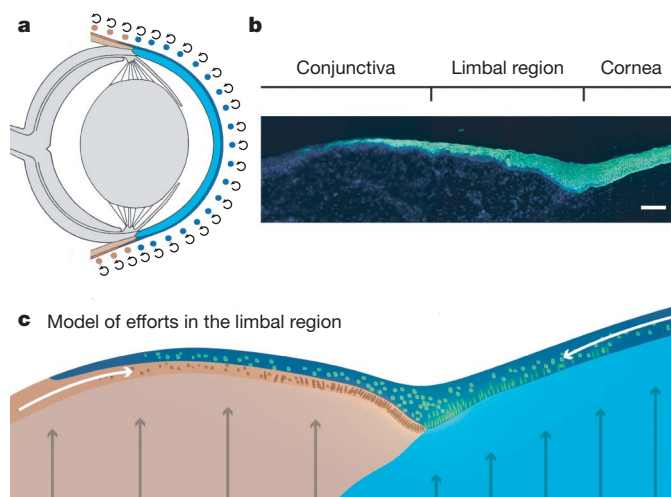 a
b
Conjunctiva Limbal region Cornea
c Model of efforts in the limbal region